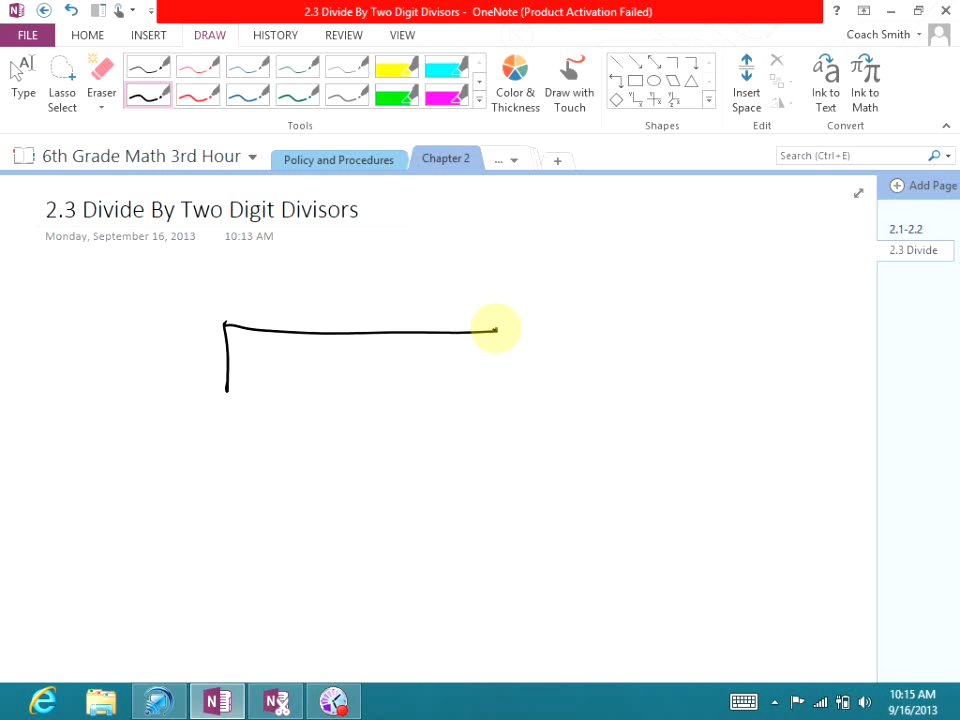 2.3 Divide By Two Digit Divisors - OneNote (Product Activation Failed)
?
FILE HOME INSERT DRAW HISTORY REVIEW VIEW Coach Smith
Type
Lasso Select
Eraser
Color & Thickness
Draw with Touch
Insert Space
Ink to Text
Ink to Math
Tools Shapes Edit Convert
6th Grade Math 3rd Hour Policy and Procedures Chapter 2 ... + Search (Ctrl+E)
Add Page
2.3 Divide By Two Digit Divisors
Monday, September 16, 2013 10:13 AM
2.1-2.2
2.3 Divide
10:15 AM
9/16/2013